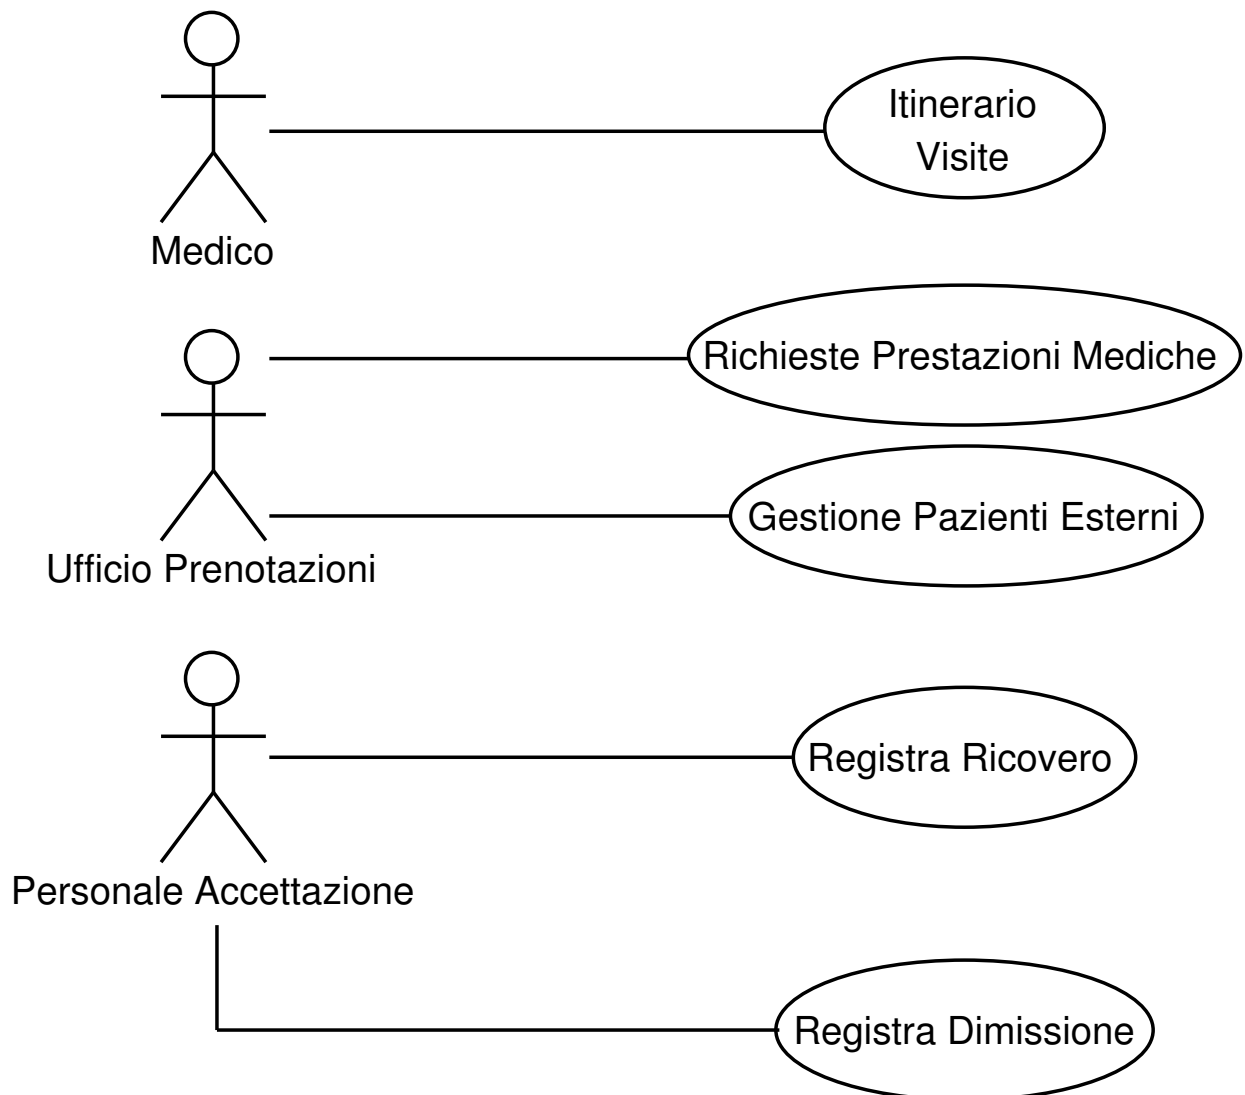 Itinerario
Visite
Medico
Richieste Prestazioni Mediche
Gestione Pazienti Esterni
Ufficio Prenotazioni
Registra Ricovero
Personale Accettazione
Registra Dimissione